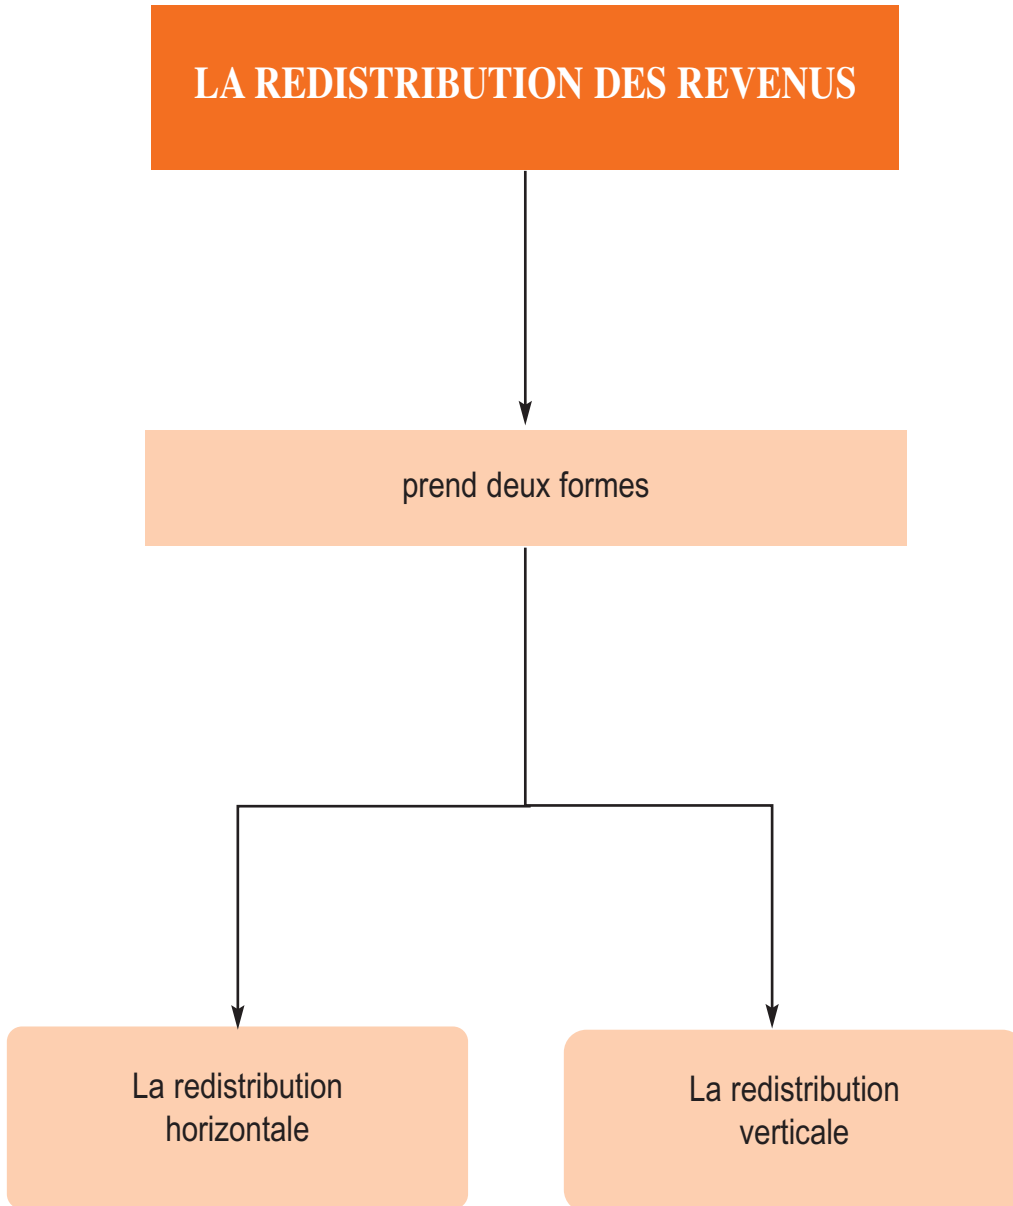 LA REDISTRIBUTION DES REVENUS
prend deux formes
La redistribution
horizontale
La redistribution
verticale